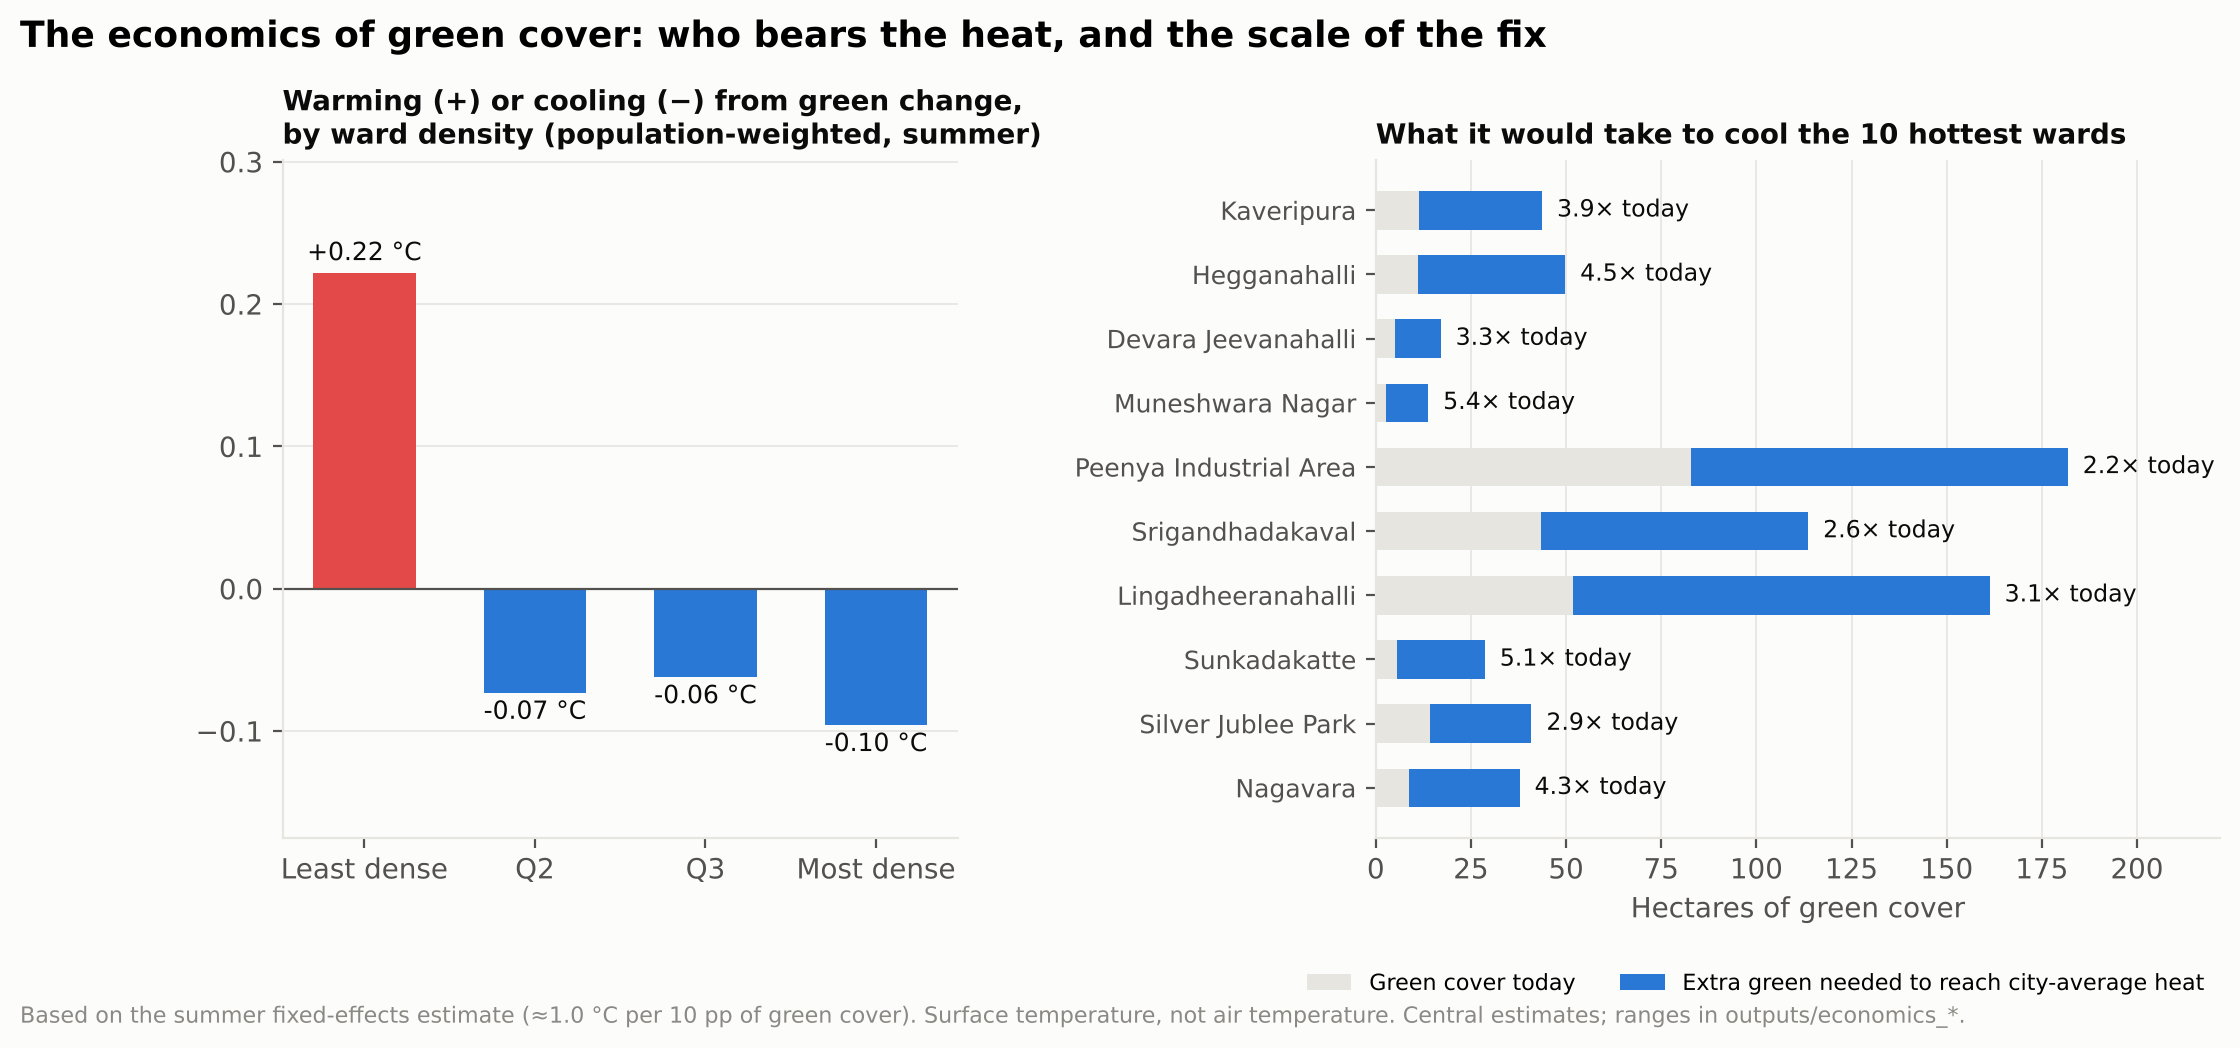 The economics of green cover: who bears the heat, and the scale of the fix
Warming (+) or cooling (−) from green change,
by ward density (population-weighted, summer)
0.3
0.2
0.1
0.0
−0.1
+0.22 °C
-0.07 °C
-0.06 °C
-0.10 °C
Least dense
Q2
Q3
Most dense
What it would take to cool the 10 hottest wards
Kaveripura
3.9× today
Hegganahalli
4.5× today
Devara Jeevanahalli
3.3× today
Muneshwara Nagar
5.4× today
Peenya Industrial Area
2.2× today
Srigandhadakaval
2.6× today
Lingadheeranahalli
3.1× today
Sunkadakatte
5.1× today
Silver Jublee Park
2.9× today
Nagavara
4.3× today
0 25 50 75 100 125 150 175 200
Hectares of green cover
Green cover today
Extra green needed to reach city-average heat
Based on the summer fixed-effects estimate (≈1.0 °C per 10 pp of green cover). Surface temperature, not air temperature. Central estimates; ranges in outputs/economics_*.